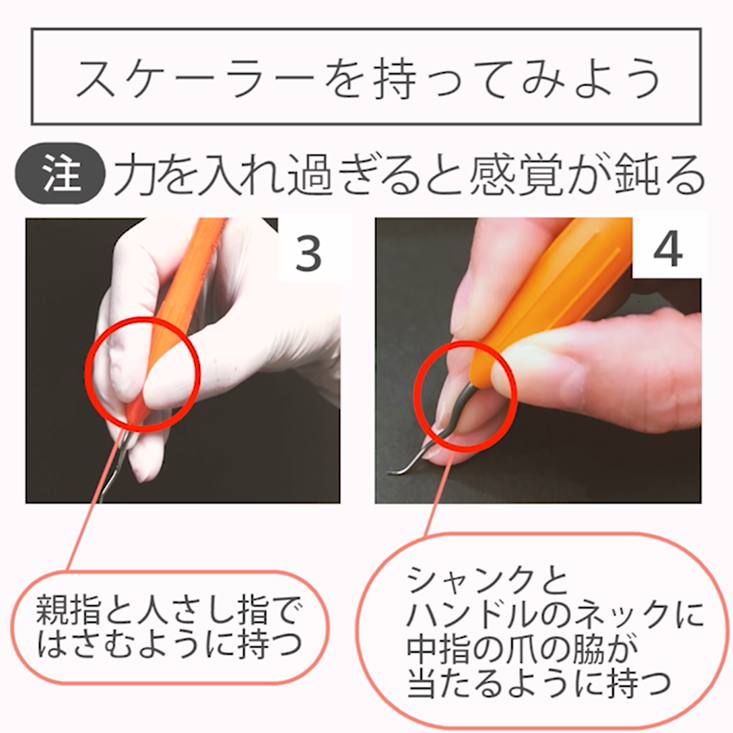 スケーラーを持ってみよう
注 力を入れ過ぎると感覚が鈍る
3
4
親指と人さし指で
はさむように持つ
シャンクと
ハンドルのネックに
中指の爪の脇が
当たるように持つ